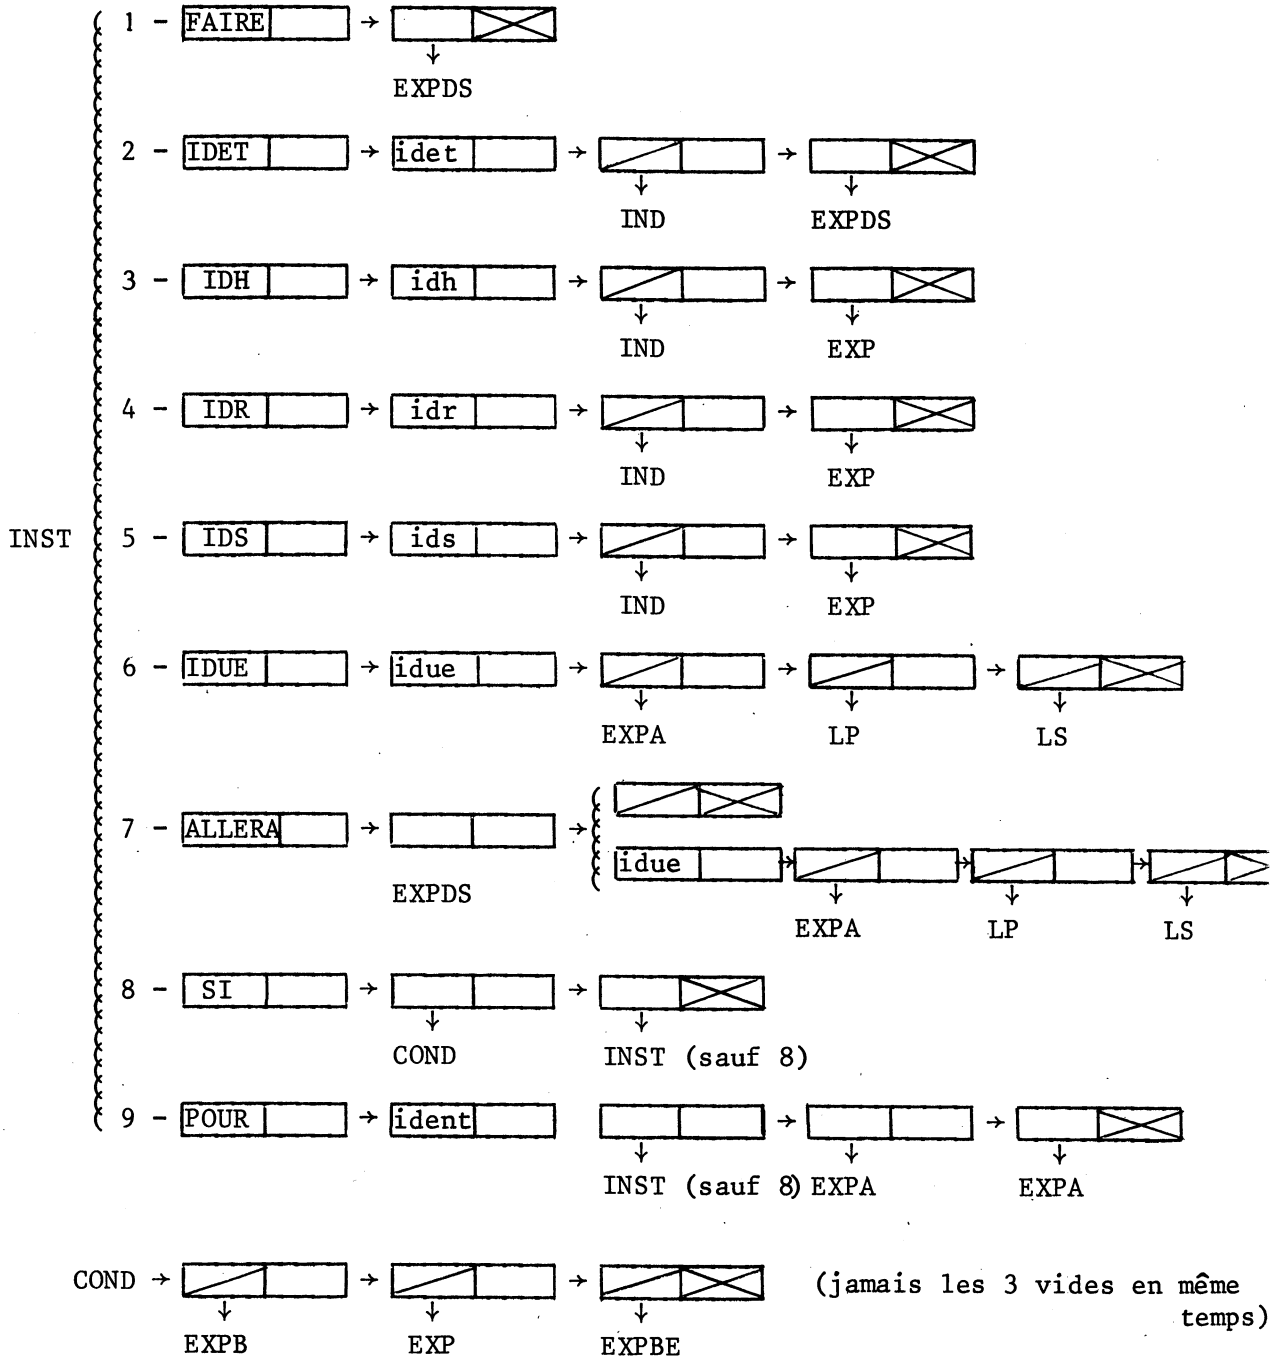 1 - FAIRE → →
↓
EXPDS
2 - IDET → idet → →
↓ ↓
IND EXPDS
3 - IDH → idh → →
↓ ↓
IND EXP
4 - IDR → idr → →
↓ ↓
IND EXP
INST 5 - IDS → ids → →
↓ ↓
IND EXP
6 - IDUE → idue → → →
↓ ↓ ↓
EXPA LP LS
7 - ALLERA → →
idue → → →
EXPDS ↓ ↓ ↓
EXPA LP LS
8 - SI → →
↓ ↓
COND INST (sauf 8)
9 - POUR → ident → →
↓ ↓ ↓
INST (sauf 8) EXPA EXPA
COND → → → (jamais les 3 vides en même
temps)
↓ ↓ ↓
EXPB EXP EXPBE